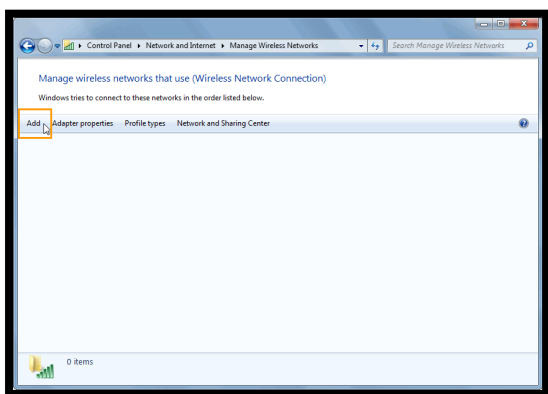 Control Panel ▸ Network and Internet ▸ Manage Wireless Networks
Search Manage Wireless Networks
Manage wireless networks that use (Wireless Network Connection)
Windows tries to connect to these networks in the order listed below.
Add Adapter properties Profile types Network and Sharing Center
0 items